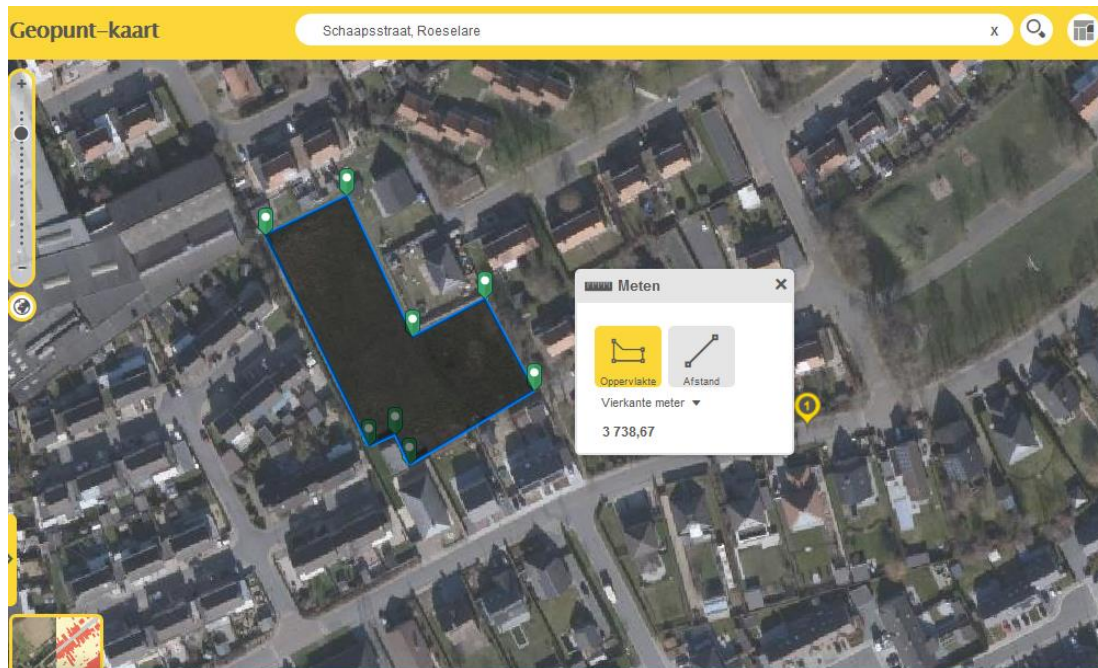 Geopunt-kaart
Schaapsstraat, Roeselare
x
+
Meten
Oppervlakte
Afstand
Vierkante meter
3 738,67
1
−